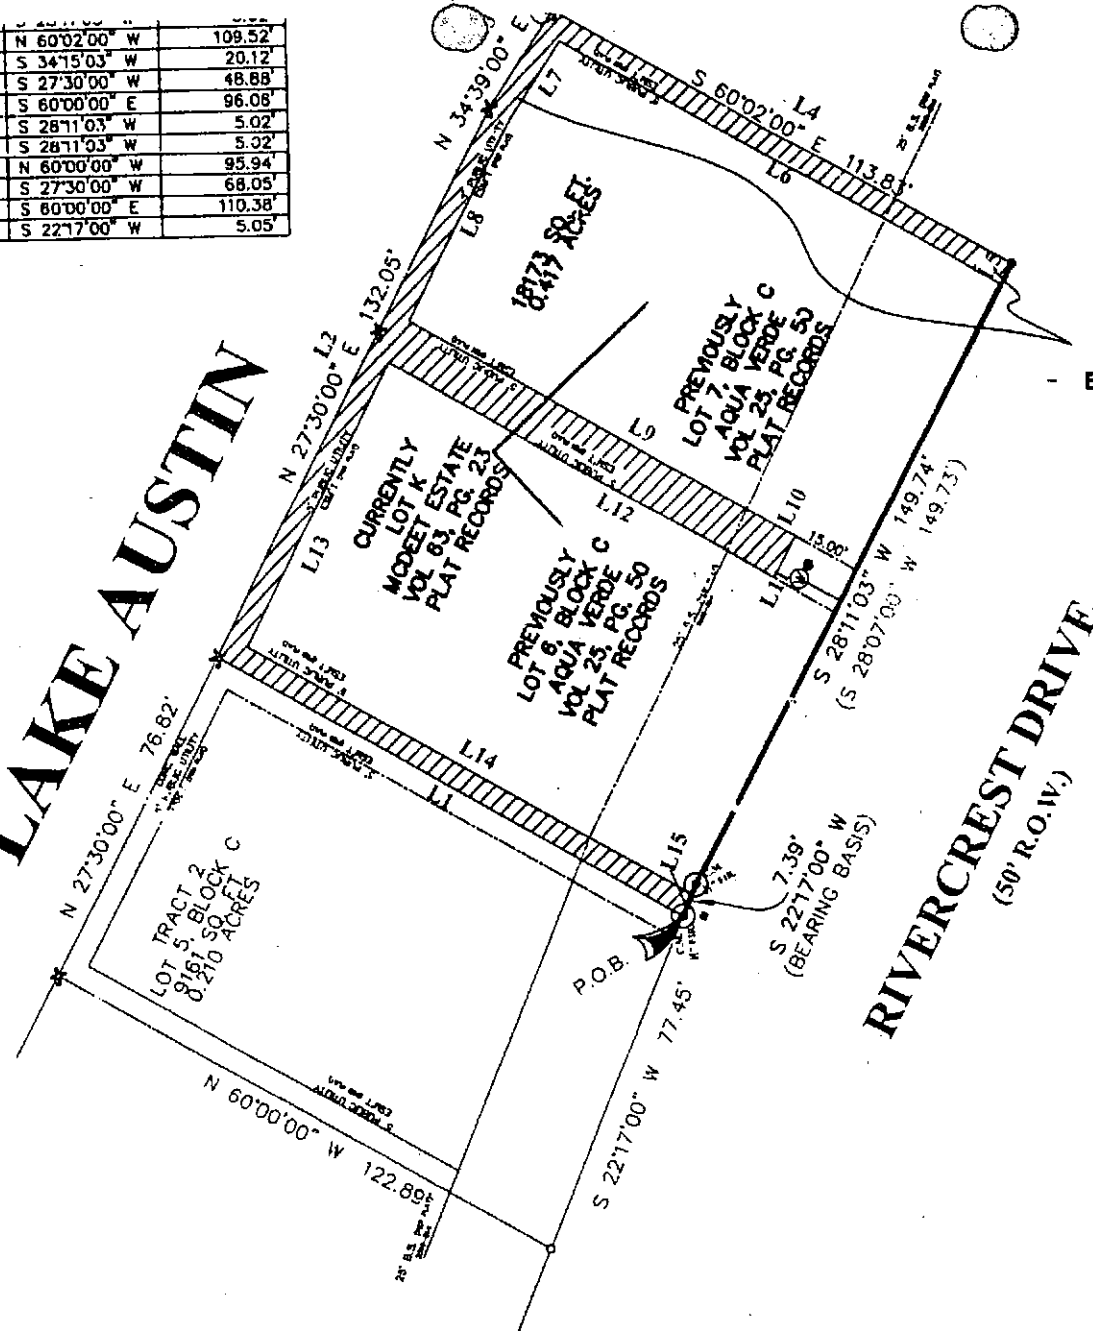 N 60°02'00" W 109.52'
S 34°15'03" W 20.12'
S 27°30'00" W 48.88'
S 60°00'00" E 96.08'
S 28°11'03" W 5.02'
S 28°11'03" W 5.02'
N 60°00'00" W 95.94'
S 27°30'00" W 68.05'
S 60°00'00" E 110.38'
S 22°17'00" W 5.05'
N 34°39'00" E
L7
S 60°02'00" E 113.83'
L4
L6
L8
18173 SQ. FT.
0.417 ACRES.
132.05'
L2
N 27°30'00" E
PREVIOUSLY
LOT 7, BLOCK C
AQUA VERDE
VOL 25, PG. 50
PLAT RECORDS
L9
L10
15.00'
L12
CURRENTLY
LOT K
MCDEET ESTATE
VOL 83, PG. 23
PLAT RECORDS
L13
PREVIOUSLY
LOT 6, BLOCK C
AQUA VERDE
VOL 25, PG. 50
PLAT RECORDS
S 28°11'03" W 149.74'
(S 28°07'00" W 149.73')
LAKE AUSTIN
L14
L1
L15
7.39'
S 22°17'00" W
(BEARING BASIS)
RIVERCREST DRIVE
(50' R.O.W.)
N 27°30'00" E 76.82'
TRACT 2
LOT 5, BLOCK C
9161 SQ. FT.
0.210 ACRES
P.O.B.
S 22°17'00" W 77.45'
N 60°00'00" W 122.89'
5' PUBLIC UTILITY